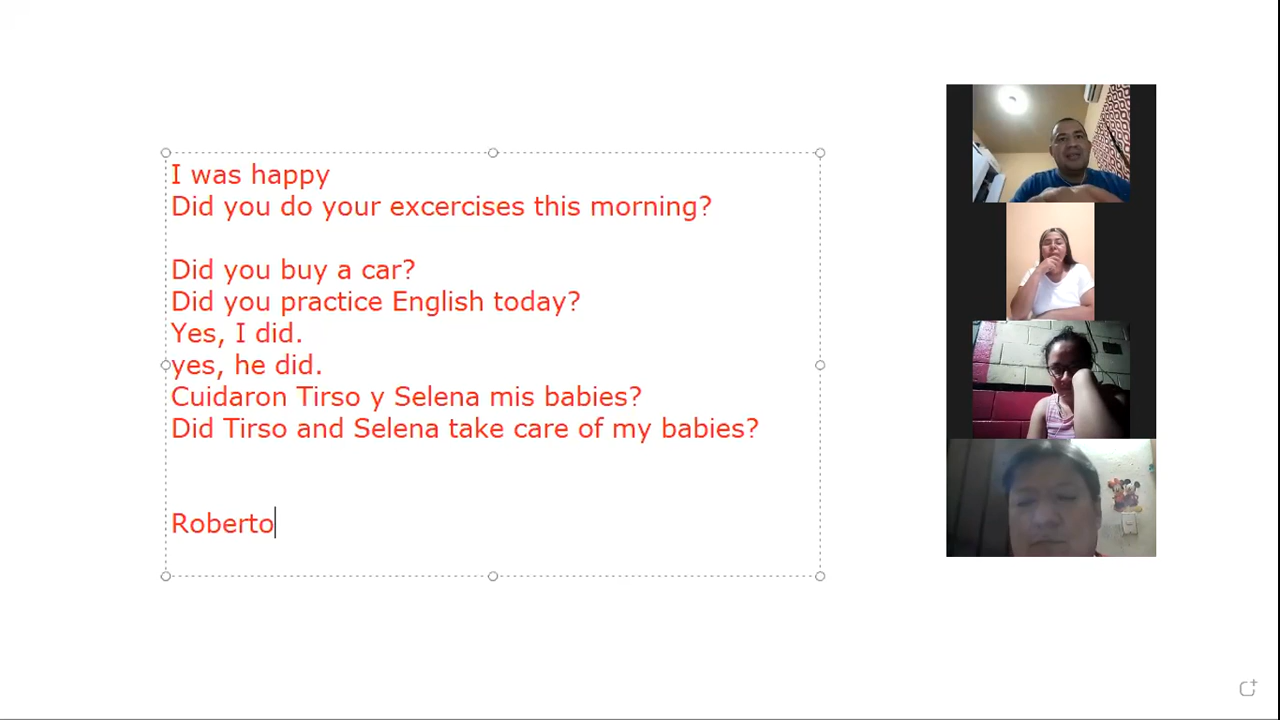 I was happy
Did you do your excercises this morning?
Did you buy a car?
Did you practice English today?
Yes, I did.
yes, he did.
Cuidaron Tirso y Selena mis babies?
Did Tirso and Selena take care of my babies?
Roberto